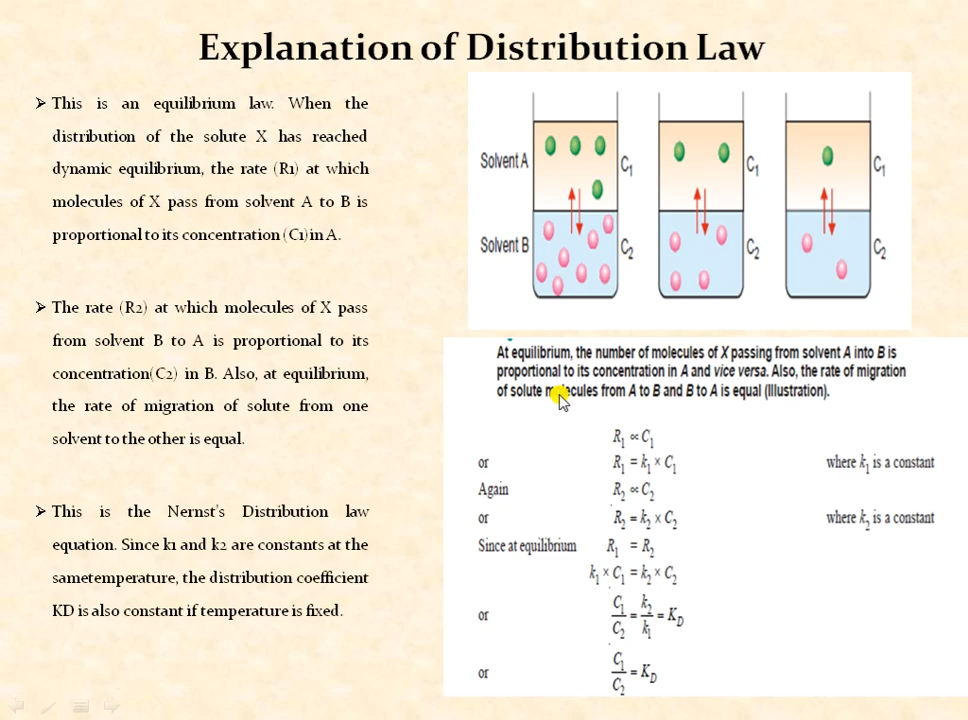 Explanation of Distribution Law
➢ This is an equilibrium law. When the
distribution of the solute X has reached
dynamic equilibrium, the rate (R1) at which
molecules of X pass from solvent A to B is
proportional to its concentration (C1) in A.
➢ The rate (R2) at which molecules of X pass
from solvent B to A is proportional to its
concentration(C2) in B. Also, at equilibrium,
the rate of migration of solute from one
solvent to the other is equal.
➢ This is the Nernst's Distribution law
equation. Since k1 and k2 are constants at the
sametemperature, the distribution coefficient
KD is also constant if temperature is fixed.
Solvent A C₁ C₁ C₁
Solvent B C₂ C₂ C₂
At equilibrium, the number of molecules of X passing from solvent A into B is
proportional to its concentration in A and vice versa. Also, the rate of migration
of solute molecules from A to B and B to A is equal (Illustration).
R₁ ∝ C₁
or R₁ = k₁ × C₁ where k₁ is a constant
Again R₂ ∝ C₂
or R₂ = k₂ × C₂ where k₂ is a constant
Since at equilibrium R₁ = R₂
k₁ × C₁ = k₂ × C₂
or C₁/C₂ = k₂/k₁ = K_D
or C₁/C₂ = K_D